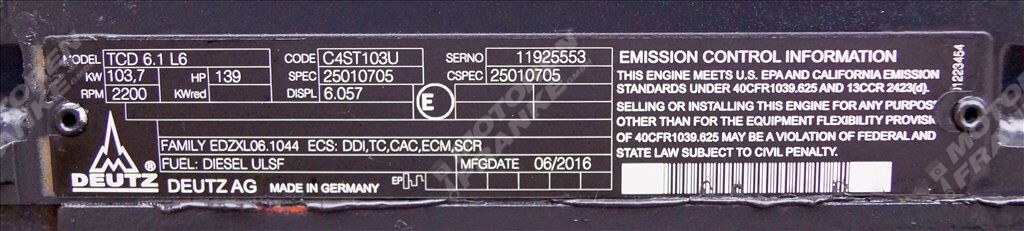 MODEL TCD 6.1 L6 CODE C4ST103U SERNO 11925553
KW 103,7 HP 139 SPEC 25010705 CSPEC 25010705
RPM 2200 KWred DISPL 6.057
E
FAMILY EDZXL06.1044 ECS: DDI,TC,CAC,ECM,SCR
FUEL: DIESEL ULSF MFGDATE 06/2016
DEUTZ DEUTZ AG MADE IN GERMANY EP
EMISSION CONTROL INFORMATION
THIS ENGINE MEETS U.S. EPA AND CALIFORNIA EMISSION
STANDARDS UNDER 40CFR1039.625 AND 13CCR 2423(d).
SELLING OR INSTALLING THIS ENGINE FOR ANY PURPOS
OTHER THAN FOR THE EQUIPMENT FLEXIBILITY PROVISI
OF 40CFR1039.625 MAY BE A VIOLATION OF FEDERAL AND
STATE LAW SUBJECT TO CIVIL PENALTY.
01223454
MOTOREN
FRANKEN